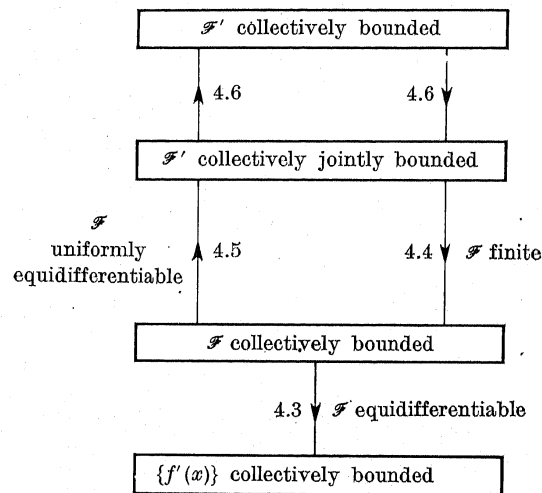 ℱ′ collectively bounded
4.6
4.6
ℱ′ collectively jointly bounded
ℱ
uniformly
equidifferentiable
4.5
4.4
ℱ finite
ℱ collectively bounded
4.3
ℱ equidifferentiable
{f′(x)} collectively bounded